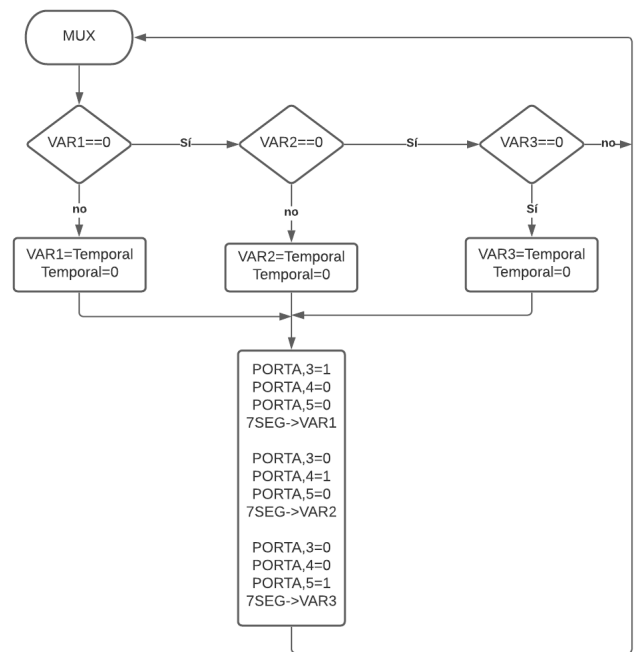 MUX
VAR1==0
Sí
VAR2==0
Sí
VAR3==0
no
no
no
Sí
VAR1=Temporal
Temporal=0
VAR2=Temporal
Temporal=0
VAR3=Temporal
Temporal=0
PORTA,3=1
PORTA,4=0
PORTA,5=0
7SEG->VAR1
PORTA,3=0
PORTA,4=1
PORTA,5=0
7SEG->VAR2
PORTA,3=0
PORTA,4=0
PORTA,5=1
7SEG->VAR3